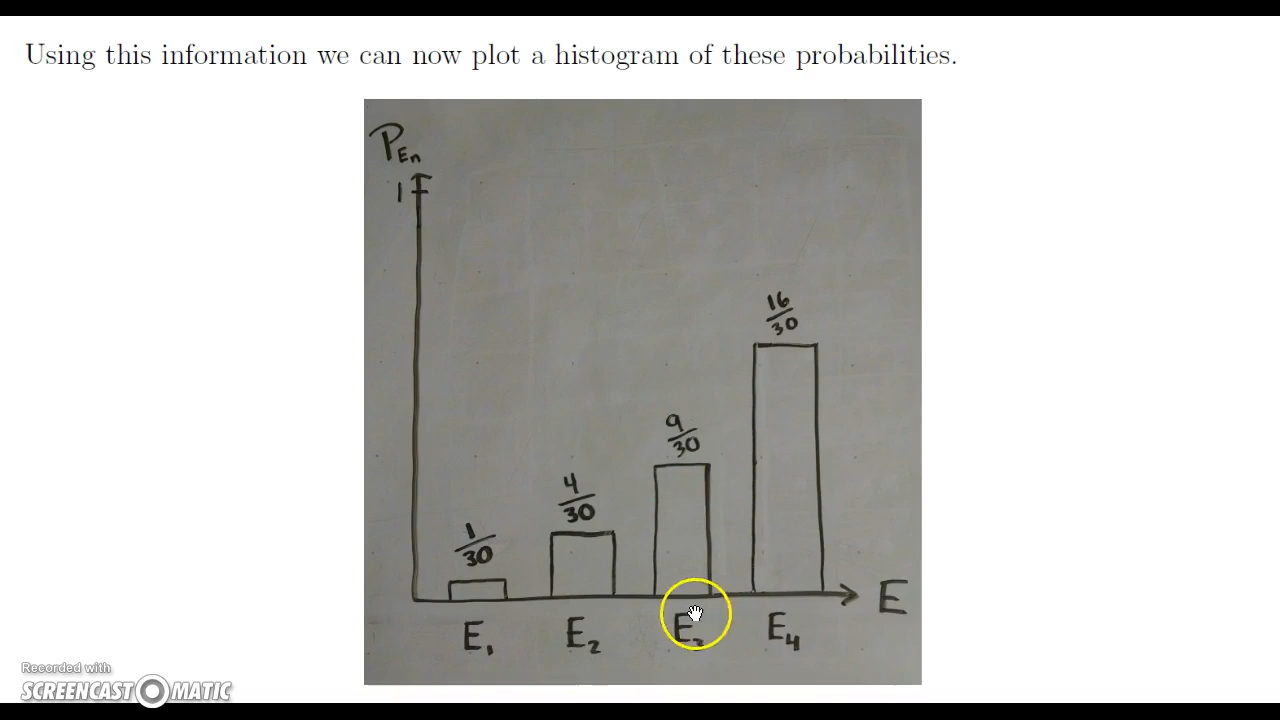 Using this information we can now plot a histogram of these probabilities.
P_Eₙ
1
16/30
9/30
4/30
1/30
E
E₁ E₂ E₃ E₄
Recorded with
SCREENCAST O MATIC